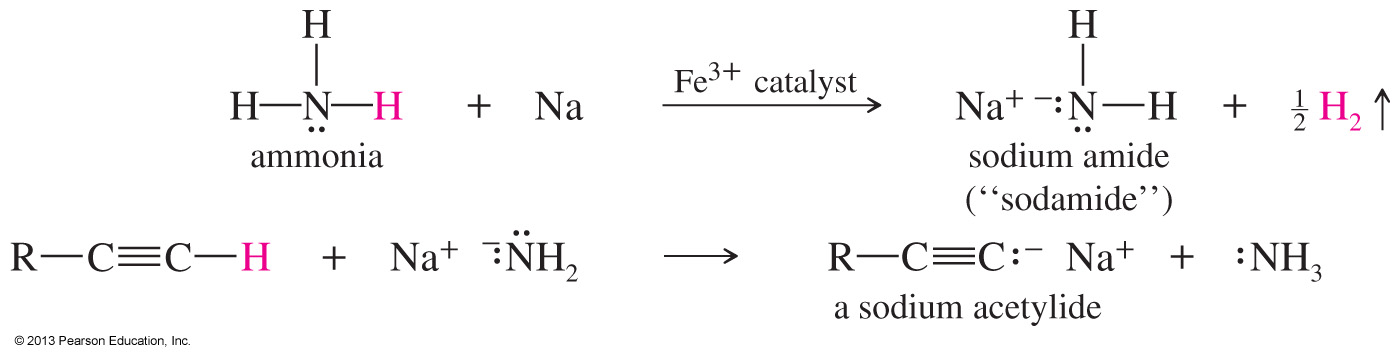 H
H—N̤—H + Na Fe³⁺ catalyst Na⁺ ⁻:N̤—H + ½ H₂↑
H
ammonia
sodium amide
(‘‘sodamide’’)
R—C≡C—H + Na⁺ ⁻:N̈H₂ ⟶ R—C≡C:⁻ Na⁺ + :NH₃
a sodium acetylide
© 2013 Pearson Education, Inc.